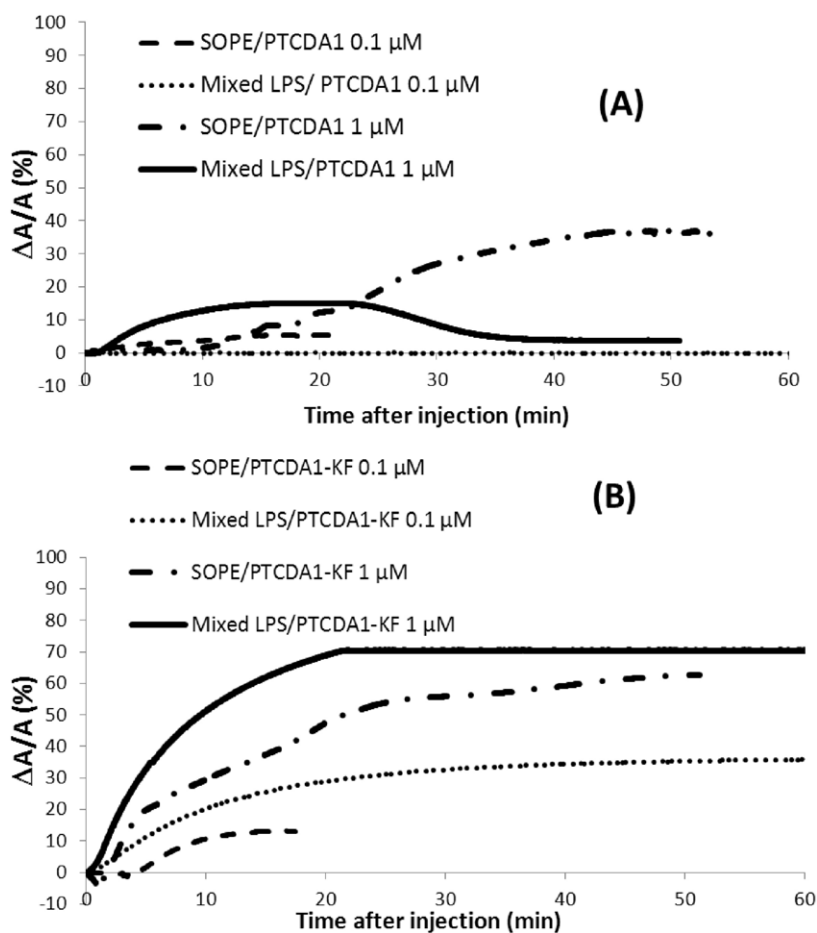 100
90
80
70
60
50
40
30
20
10
0
-10
ΔA/A (%)
SOPE/PTCDA1 0.1 μM
Mixed LPS/ PTCDA1 0.1 μM
SOPE/PTCDA1 1 μM
Mixed LPS/PTCDA1 1 μM
(A)
0 10 20 30 40 50 60
Time after injection (min)
SOPE/PTCDA1-KF 0.1 μM
Mixed LPS/PTCDA1-KF 0.1 μM
SOPE/PTCDA1-KF 1 μM
Mixed LPS/PTCDA1-KF 1 μM
(B)
100
90
80
70
60
50
40
30
20
10
0
-10
ΔA/A (%)
0 10 20 30 40 50 60
Time after injection (min)